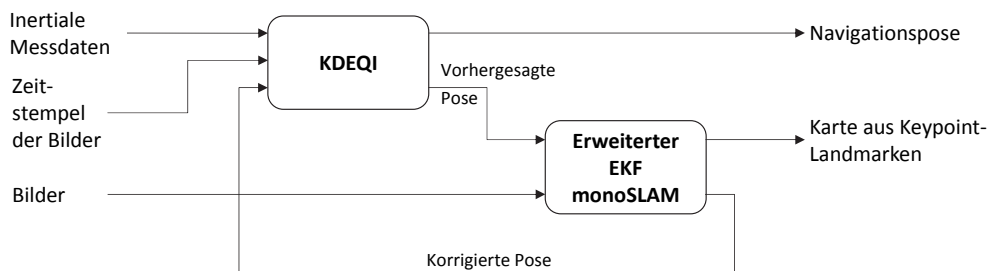 Inertiale
Messdaten
Zeit-
stempel
der Bilder
Bilder
KDEQI
Vorhergesagte
Pose
Navigationspose
Erweiterter
EKF
monoSLAM
Karte aus Keypoint-
Landmarken
Korrigierte Pose